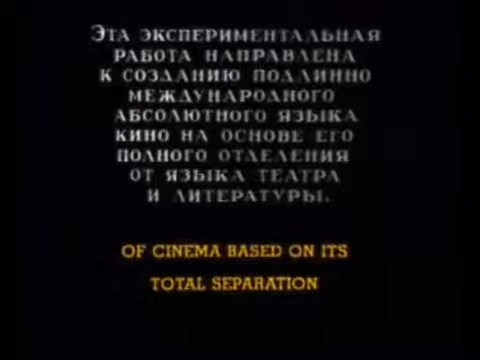 Эта экспериментальная
работа направлена
к созданию подлинно
международного
абсолютного языка
кино на основе его
полного отделения
от языка театра
и литературы.
OF CINEMA BASED ON ITS
TOTAL SEPARATION